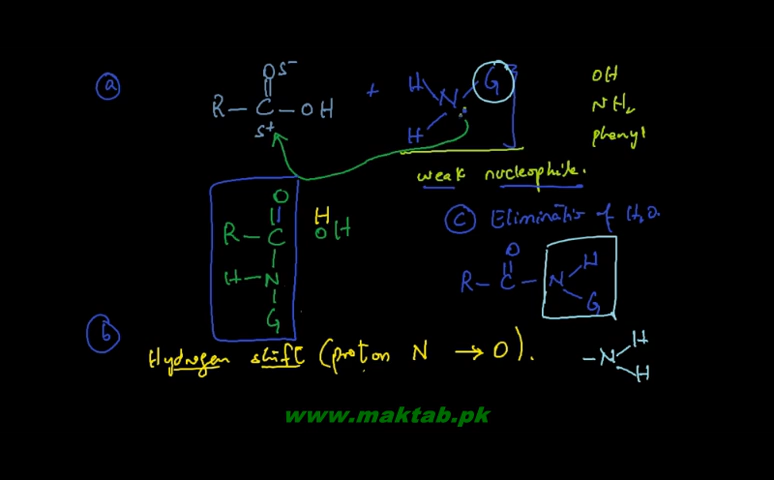 a
Oδ-
R — C — OH
δ+
+
H
N — G
H
OH
NH2
phenyl
weak nucleophile.
O
R — C
H — N
G
H
OH
c Elimination of H2O.
O
R — C — N
H
G
b
Hydrogen shift (proton N → O).
— N
H
H
www.maktab.pk